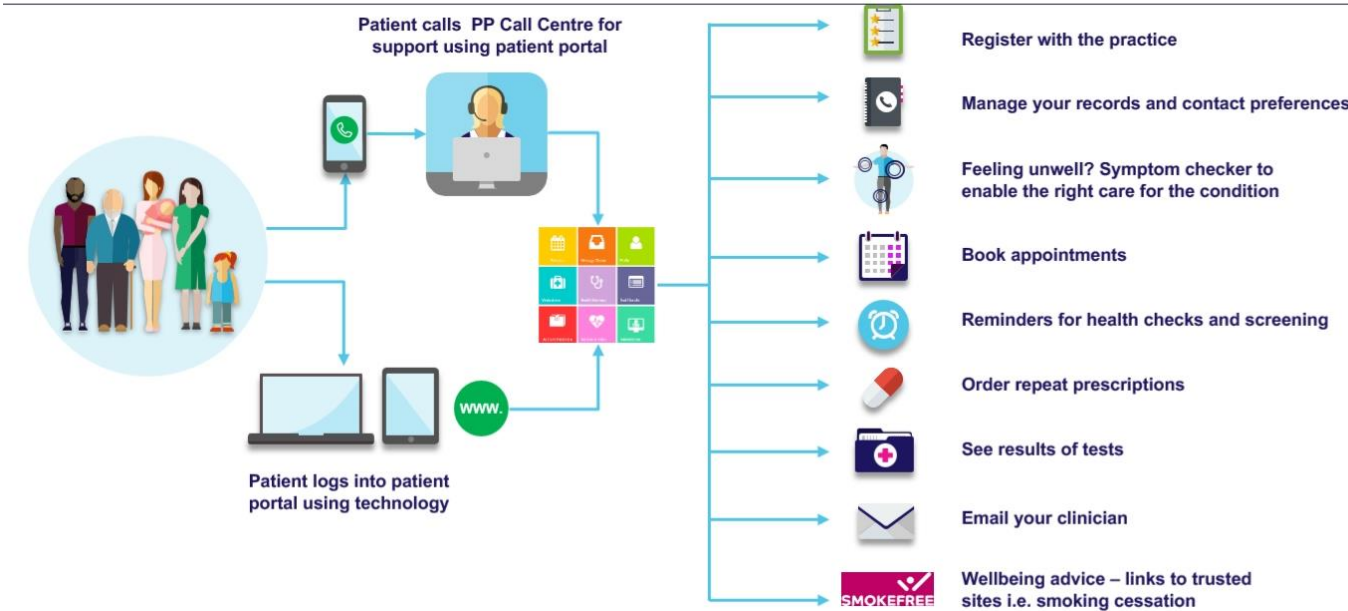 Patient calls PP Call Centre for
support using patient portal
Patient logs into patient
portal using technology
www.
Register with the practice
Manage your records and contact preferences
Feeling unwell? Symptom checker to
enable the right care for the condition
Book appointments
Reminders for health checks and screening
Order repeat prescriptions
See results of tests
Email your clinician
SMOKEFREE
Wellbeing advice – links to trusted
sites i.e. smoking cessation